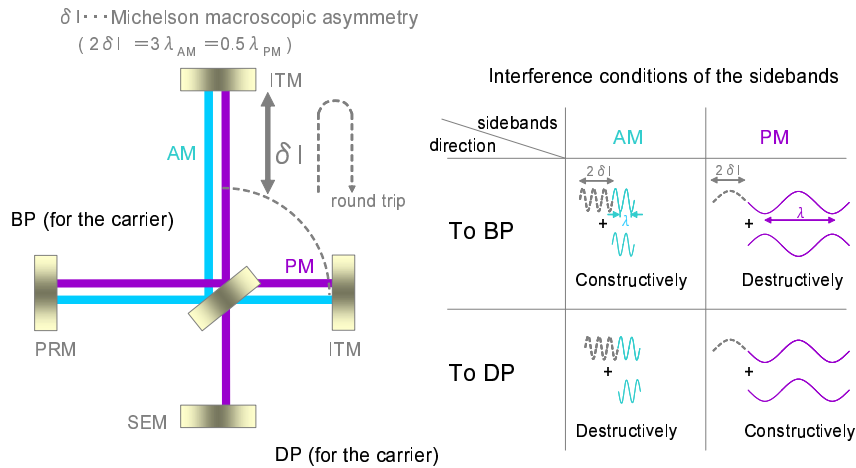 δl・・・Michelson macroscopic asymmetry
( 2δl =3λAM =0.5λPM )
ITM
AM
δl
round trip
BP (for the carrier)
PM
PRM
ITM
SEM
DP (for the carrier)
Interference conditions of the sidebands
sidebands
direction
AM
PM
To BP
2δl
+
λ
Constructively
2δl
+
λ
Destructively
To DP
+
Destructively
+
Constructively